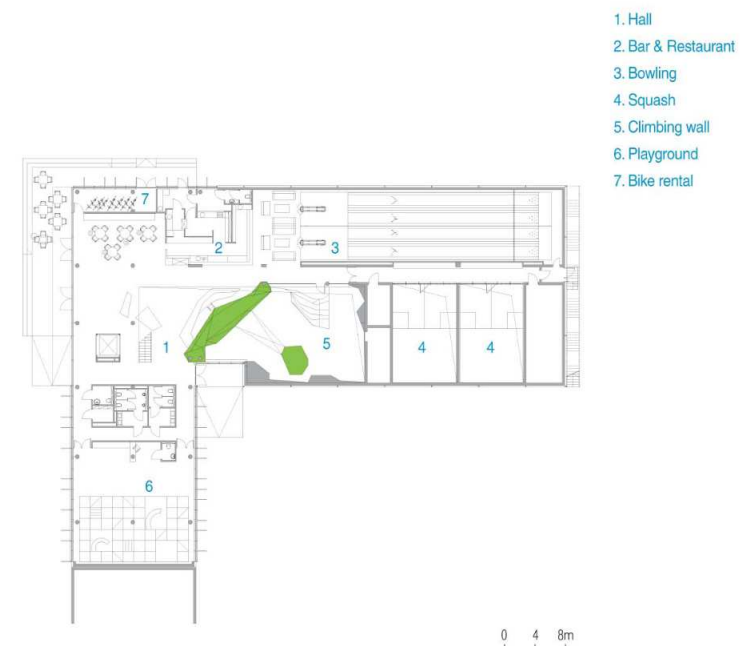 1. Hall
2. Bar & Restaurant
3. Bowling
4. Squash
5. Climbing wall
6. Playground
7. Bike rental
7
2
3
1
5
4
4
6
0 4 8m